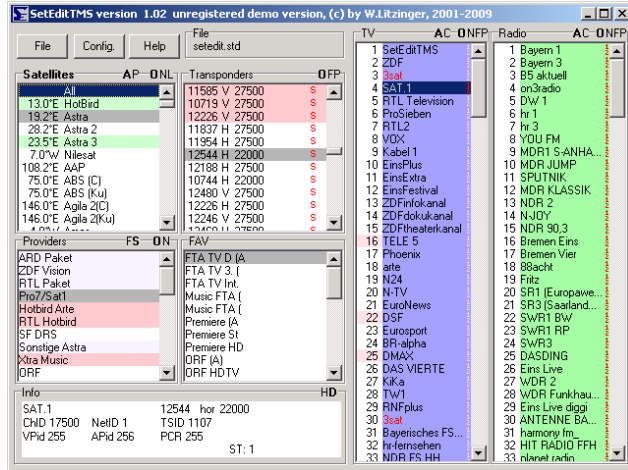 SetEditTMS version 1.02 unregistered demo version, (c) by W.Litzinger, 2001-2009
File Config. Help
File
setedit.std
Satellites AP ONL
All
13.0°E HotBird
19.2°E Astra
28.2°E Astra 2
23.5°E Astra 3
7.0°W Nilesat
108.2°E AAP
75.0°E ABS (C)
75.0°E ABS (Ku)
146.0°E Agila 2(C)
146.0°E Agila 2(Ku)
Transponders OFP
11585 V 27500 S
10719 V 27500 S
12226 V 27500 S
11837 H 27500 S
11954 H 27500 S
12544 H 22000 S
12188 H 27500 S
10744 H 22000 S
12480 V 27500 S
12226 H 27500 S
12246 V 27500 S
12460 H 27500 S
Providers FS ON
ARD Paket
ZDF Vision
RTL Paket
Pro7/Sat1
Hotbird Arte
RTL Hotbird
SF DRS
Sonstige Astra
Xtra Music
ORF
FAV
FTA TV D (A
FTA TV 3. (
FTA TV Int.
Music FTA (
Music FTA (
Premiere (A
Premiere St
Premiere HD
ORF (A)
ORF HDTV
Info HD
SAT.1 12544 hor 22000
ChID 17500 NetID 1 TSID 1107
VPid 255 APid 256 PCR 255
ST: 1
TV AC ONFP
1 SetEditTMS
2 ZDF
3 3sat
4 SAT.1
5 RTL Television
6 ProSieben
7 RTL2
8 VOX
9 Kabel 1
10 EinsPlus
11 EinsExtra
12 EinsFestival
13 ZDFinfokanal
14 ZDFdokukanal
15 ZDFtheaterkanal
16 TELE 5
17 Phoenix
18 arte
19 N24
20 N-TV
21 EuroNews
22 DSF
23 Eurosport
24 BR-alpha
25 DMAX
26 DAS VIERTE
27 KiKa
28 TW1
29 RNFplus
30 3sat
31 Bayerisches FS...
32 hr-fernsehen
33 NDR FS HH
Radio AC ONFP
1 Bayern 1
2 Bayern 3
3 B5 aktuell
4 on3radio
5 DW 1
6 hr 1
7 hr 3
8 YOU FM
9 MDR1 S-ANHA...
10 MDR JUMP
11 SPUTNIK
12 MDR KLASSIK
13 NDR 2
14 N-JOY
15 NDR 90,3
16 Bremen Eins
17 Bremen Vier
18 88acht
19 Fritz
20 SR1 (Europawe...
21 SR3 (Saarland...
22 SWR1 BW
23 SWR1 RP
24 SWR3
25 DASDING
26 Eins Live
27 WDR 2
28 WDR Funkhau...
29 Eins Live diggi
30 ANTENNE BA...
31 harmony fm_
32 HIT RADIO FFH
33 planet radio